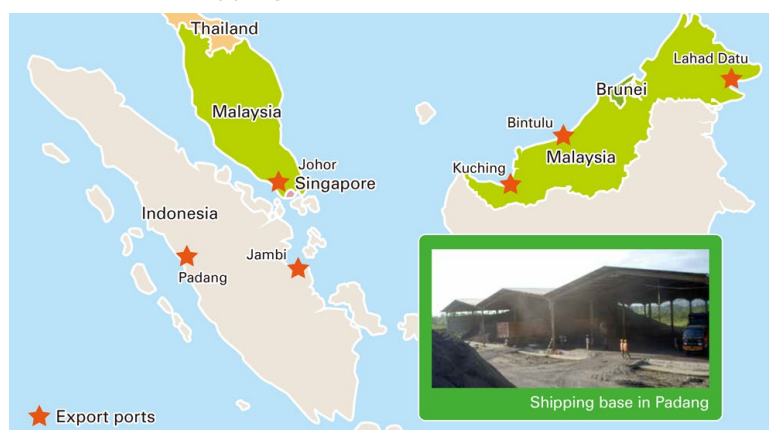 Thailand
Lahad Datu
Brunei
Malaysia
Bintulu
Malaysia
Johor
Kuching
Singapore
Indonesia
Jambi
Padang
Shipping base in Padang
Export ports